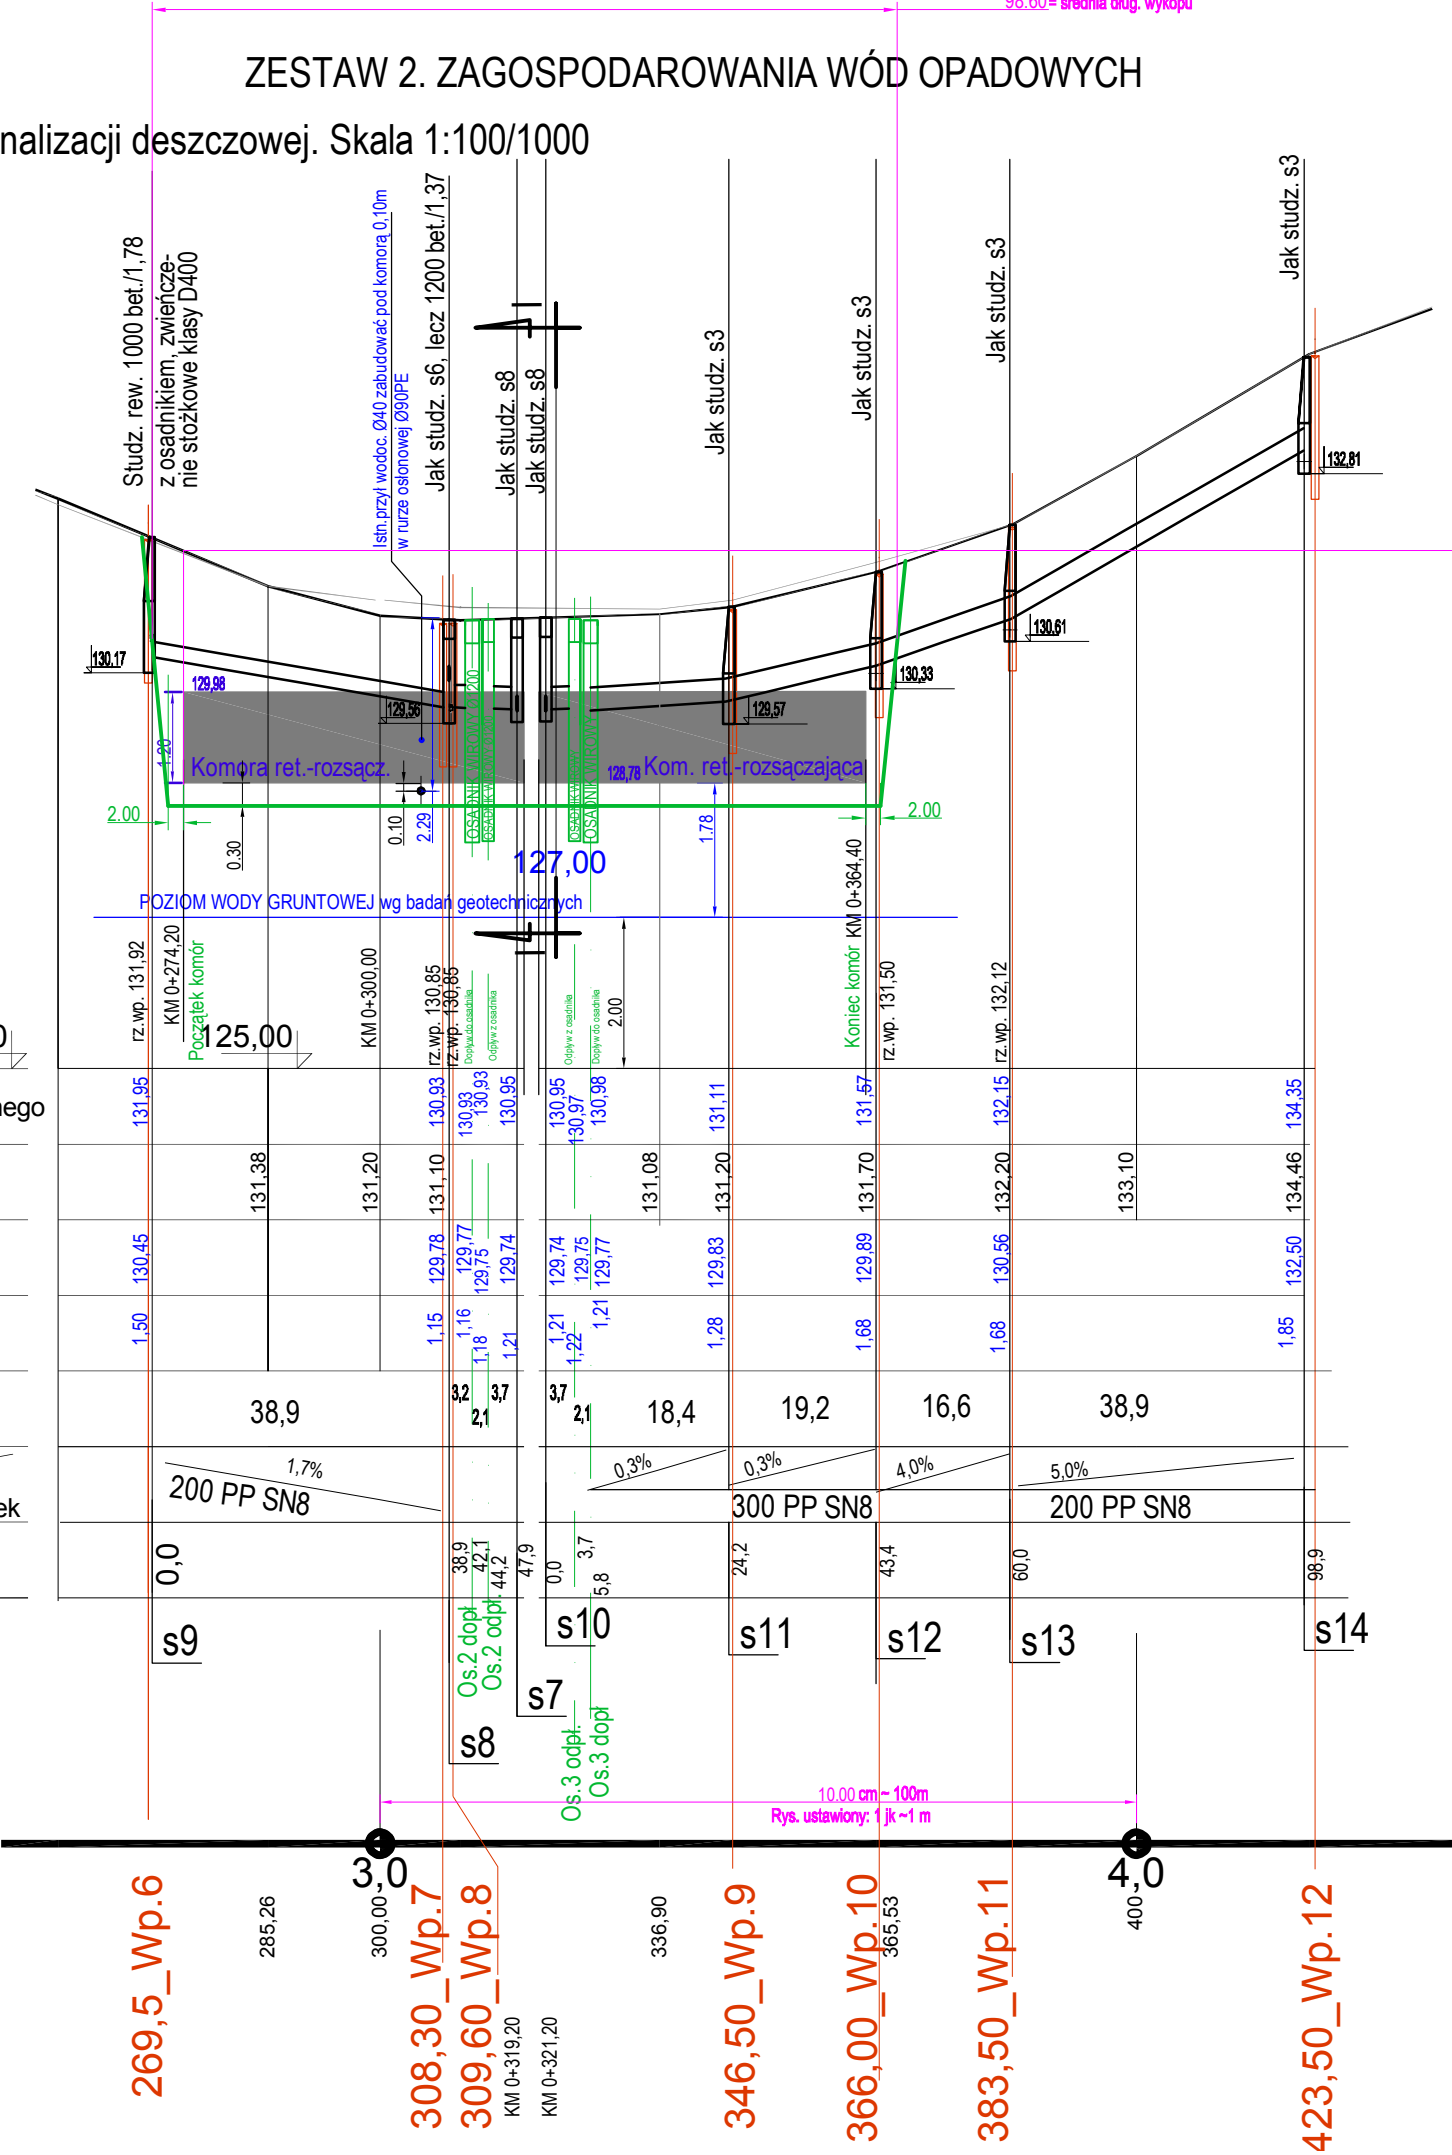 98.60= średnia dług. wykopu
ZESTAW 2. ZAGOSPODAROWANIA WÓD OPADOWYCH
nalizacji deszczowej. Skala 1:100/1000
Studz. rew. 1000 bet./1,78
z osadnikiem, zwieńcze-
nie stożkowe klasy D400
Istn.przył wodoc. Ø40 zabudować pod komorą 0,10m
w rurze osłonowej Ø90PE
Jak studz. s6, lecz 1200 bet./1,37
Jak studz. s8
Jak studz. s8
Jak studz. s3
Jak studz. s3
Jak studz. s3
Jak studz. s3
132,81
130,61
130,17
130,33
129,98
129,56
129,57
1.20
Komora ret.-rozsącz.
128,78
Kom. ret.-rozsączająca
OSADNIK WIROWY Ø1200
OSADNIK WIROWY
2.00
0.30
0.10
2.29
1.78
2.00
127,00
POZIOM WODY GRUNTOWEJ wg badań geotechnicznych
rz.wp. 131,92
KM 0+274,20
Początek komór
125,00
KM 0+300,00
rz.wp. 130,85
rz.wp. 130,85
Dopływ do osadnika
Odpływ z osadnika
Odpływ z osadnika
Dopływ do osadnika
2.00
Koniec komór
KM 0+364,40
rz.wp. 131,50
rz.wp. 132,12
0
nego
131,95
130,93
130,93
130,93
130,95
130,95
130,97
130,98
131,11
131,57
132,15
134,35
131,38
131,20
131,10
131,08
131,20
131,70
132,20
133,10
134,46
130,45
129,78
129,77
129,75
129,74
129,74
129,75
129,77
129,83
129,89
130,56
132,50
1,50
1,15
1,16
1,18
1,21
1,21
1,22
1,21
1,28
1,68
1,68
1,85
38,9
3,2
2,1
3,7
3,7
2,1
18,4
19,2
16,6
38,9
1,7%
0,3%
0,3%
4,0%
5,0%
ek
200 PP SN8
300 PP SN8
200 PP SN8
0,0
38,9
42,1
44,2
47,9
0,0
3,7
5,8
24,2
43,4
60,0
98,9
s9
Os.2 dopł
Os.2 odpł.
s10
s11
s12
s13
s14
s7
s8
Os.3 odpł.
Os.3 dopł
10.00 cm ~ 100m
Rys. ustawiony: 1 jk ~1 m
3,0
4,0
269,5_Wp.6
285,26
300,00
308,30_Wp.7
309,60_Wp.8
KM 0+319,20
KM 0+321,20
336,90
346,50_Wp.9
366,00_Wp.10
365,53
383,50_Wp.11
400
423,50_Wp.12